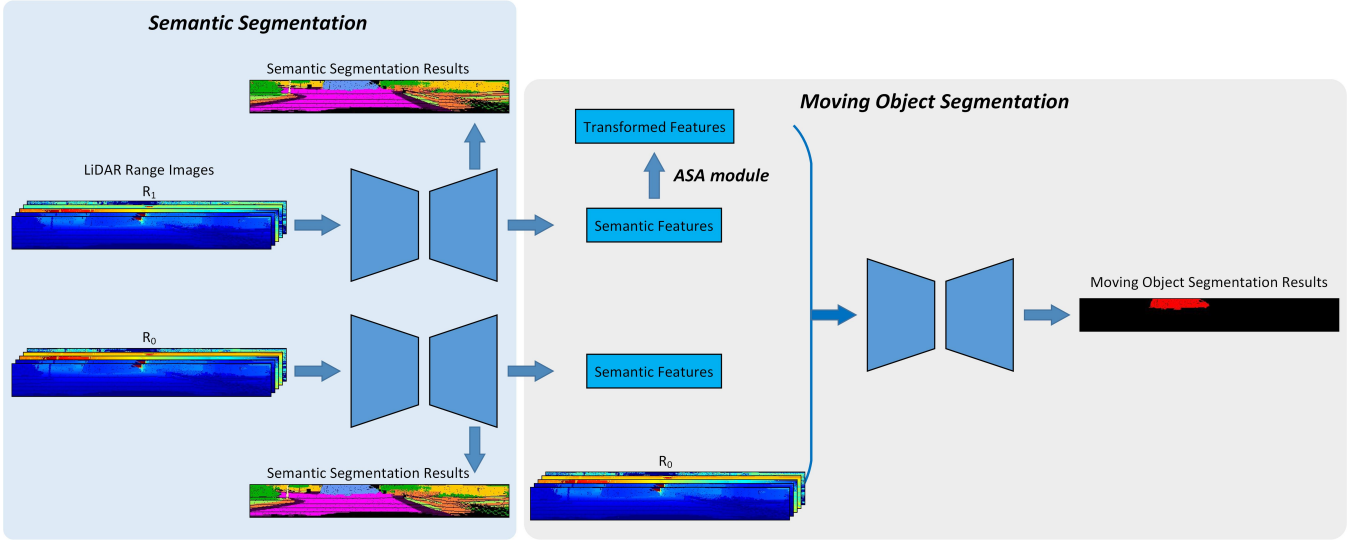 Semantic Segmentation
Semantic Segmentation Results
LiDAR Range Images
R₁
R₀
Semantic Segmentation Results
Moving Object Segmentation
Transformed Features
ASA module
Semantic Features
Semantic Features
R₀
Moving Object Segmentation Results